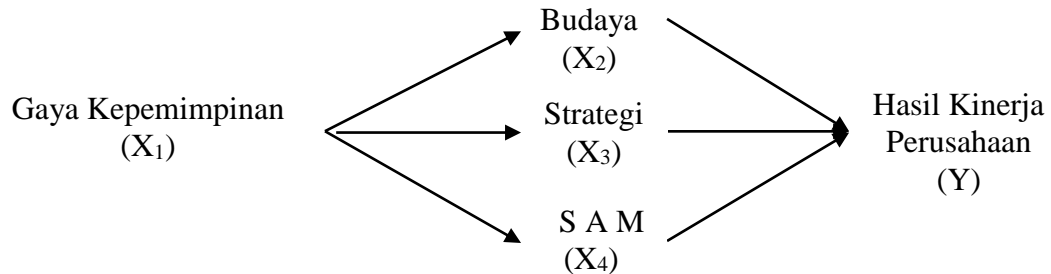 Gaya Kepemimpinan
(X₁)
Budaya
(X₂)
Strategi
(X₃)
S A M
(X₄)
Hasil Kinerja
Perusahaan
(Y)